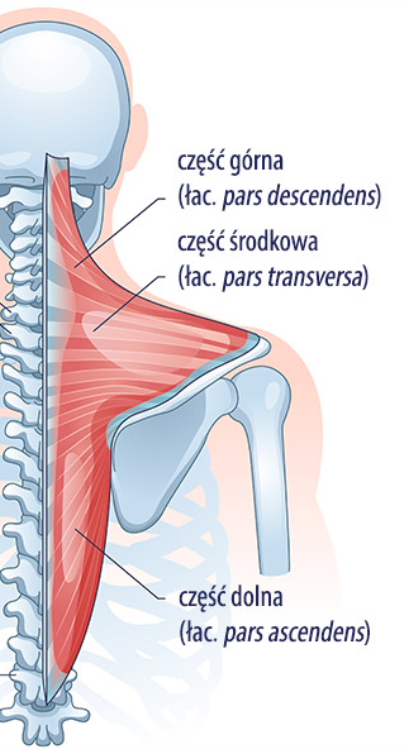 część górna
(łac. pars descendens)
część środkowa
(łac. pars transversa)
część dolna
(łac. pars ascendens)